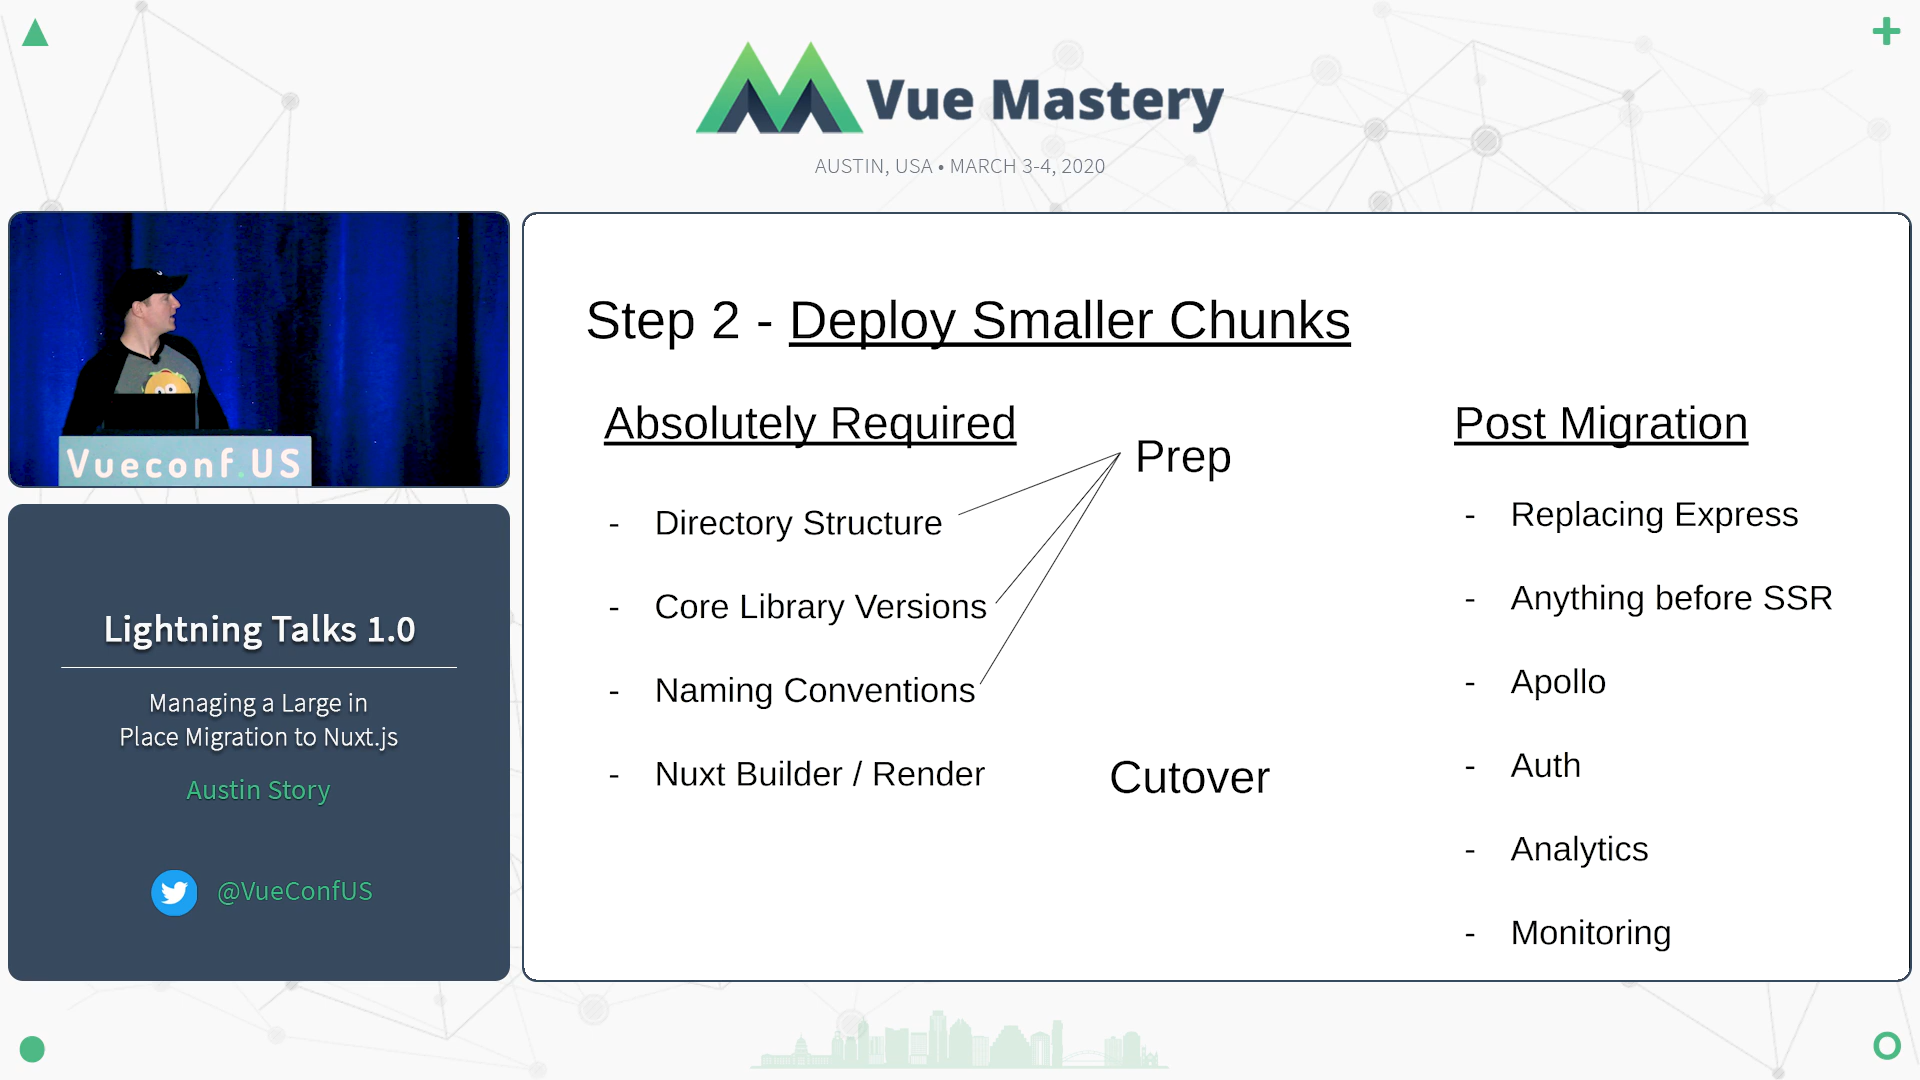 Vue Mastery
AUSTIN, USA • MARCH 3-4, 2020
Vueconf.US
Lightning Talks 1.0
Managing a Large in
Place Migration to Nuxt.js
Austin Story
@VueConfUS
Step 2 - Deploy Smaller Chunks
Absolutely Required
- Directory Structure
- Core Library Versions
- Naming Conventions
- Nuxt Builder / Render
Prep
Cutover
Post Migration
- Replacing Express
- Anything before SSR
- Apollo
- Auth
- Analytics
- Monitoring